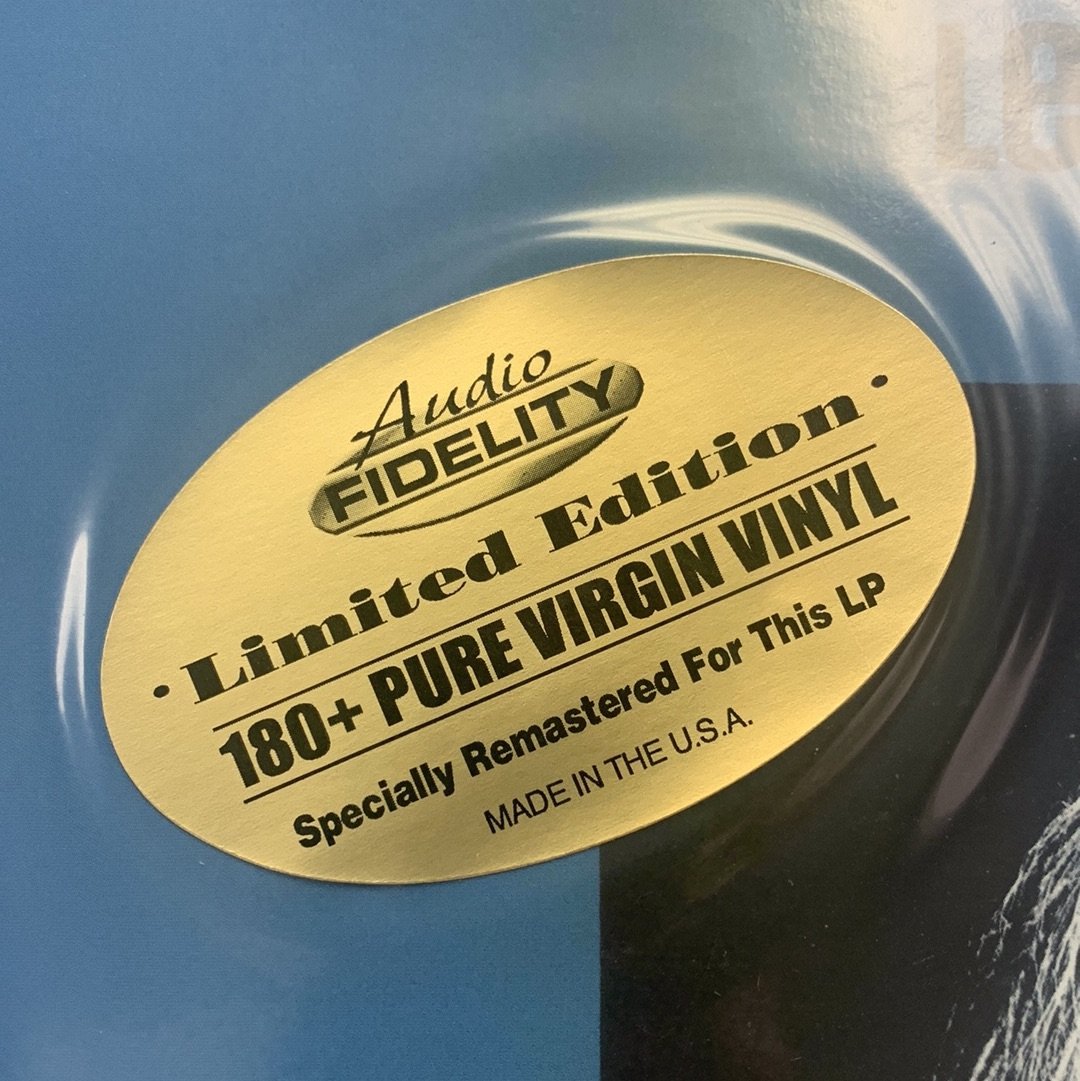 Audio
FIDELITY
• Limited Edition •
180+ PURE VIRGIN VINYL
Specially Remastered For This LP
MADE IN THE U.S.A.